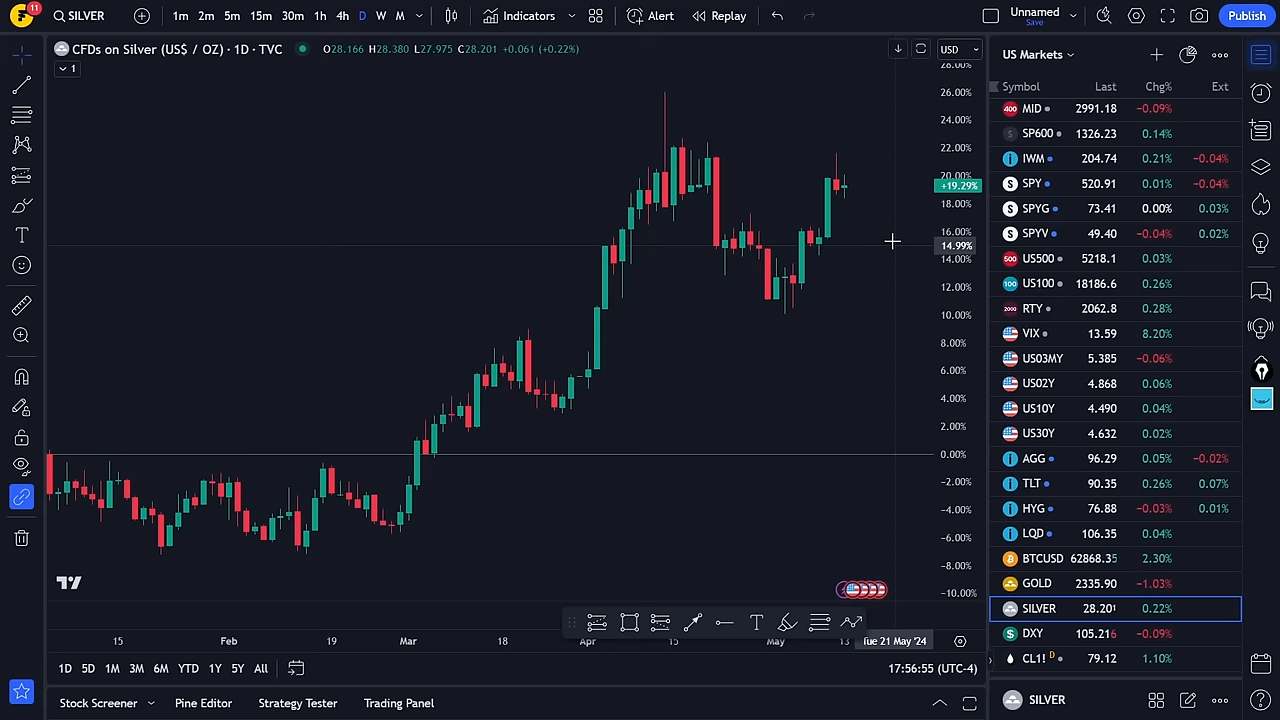 11
SILVER
1m 2m 5m 15m 30m 1h 4h D W M
Indicators
Alert
Replay
Unnamed
Save
Publish
CFDs on Silver (US$ / OZ) · 1D · TVC
O28.166 H28.380 L27.975 C28.201 +0.061 (+0.22%)
1
USD
28.00%
26.00%
24.00%
22.00%
20.00%
+19.29%
18.00%
16.00%
14.99%
14.00%
12.00%
10.00%
8.00%
6.00%
4.00%
2.00%
0.00%
−2.00%
−4.00%
−6.00%
−8.00%
−10.00%
15 Feb 19 Mar 18 Apr 15 May 13
Tue 21 May '24
1D 5D 1M 3M 6M YTD 1Y 5Y All
17:56:55 (UTC-4)
Stock Screener
Pine Editor
Strategy Tester
Trading Panel
US Markets
Symbol Last Chg% Ext
400 MID 2991.18 −0.09%
S SP600 1326.23 0.14%
IWM 204.74 0.21% −0.04%
S SPY 520.91 0.01% −0.04%
S SPYG 73.41 0.00% 0.03%
S SPYV 49.40 −0.04% 0.02%
500 US500 5218.1 0.03%
100 US100 18186.6 0.26%
2000 RTY 2062.8 0.28%
VIX 13.59 8.20%
US03MY 5.385 −0.06%
US02Y 4.868 0.06%
US10Y 4.490 0.04%
US30Y 4.632 0.02%
AGG 96.29 0.05% −0.02%
TLT 90.35 0.26% 0.07%
HYG 76.88 −0.03% 0.01%
LQD 106.35 0.04%
BTCUSD 62868.35 2.30%
GOLD 2335.90 −1.03%
SILVER 28.201 0.22%
$ DXY 105.216 −0.09%
CL1! D 79.12 1.10%
SILVER